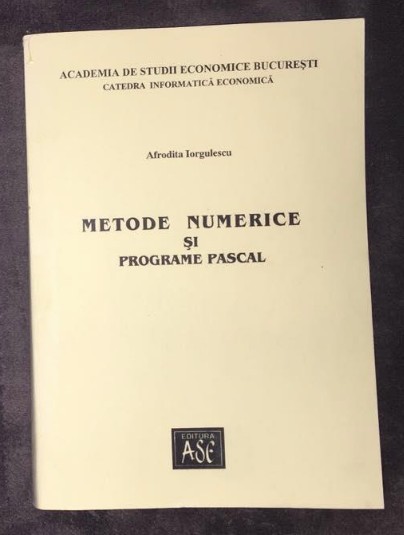 ACADEMIA DE STUDII ECONOMICE BUCUREŞTI
CATEDRA INFORMATICĂ ECONOMICĂ
Afrodita Iorgulescu
METODE NUMERICE
ŞI
PROGRAME PASCAL
EDITURA
ASE